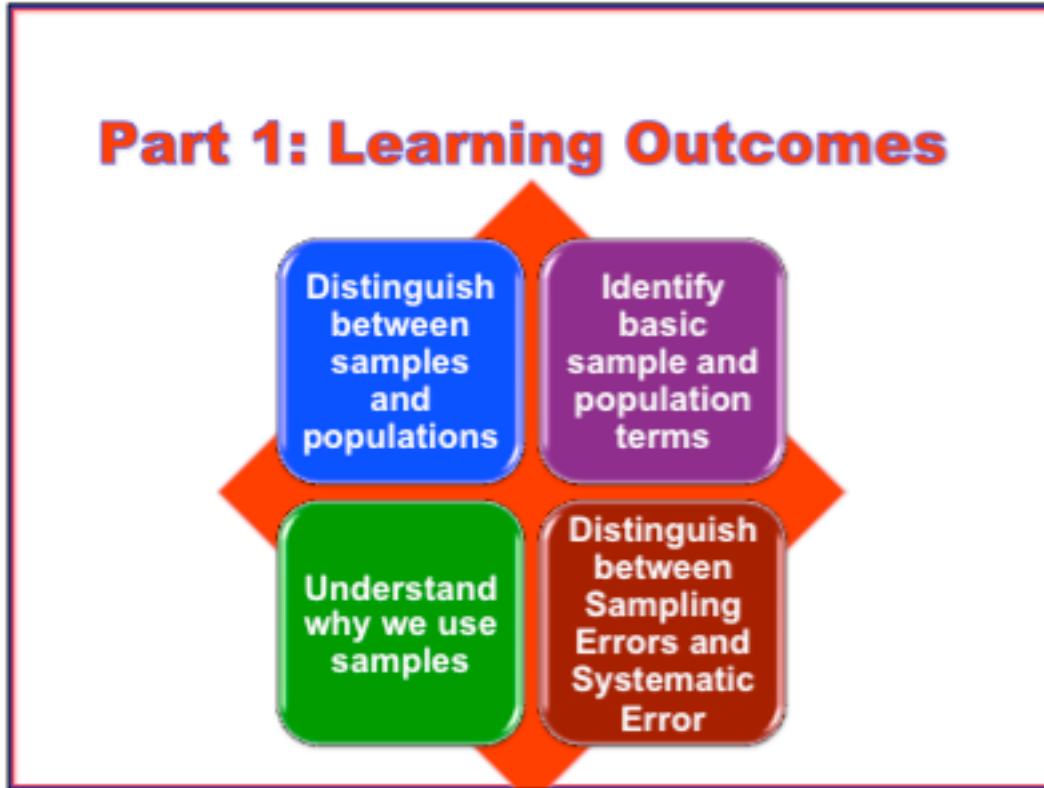 Part 1: Learning Outcomes
Distinguish
between
samples
and
populations
Identify
basic
sample and
population
terms
Understand
why we use
samples
Distinguish
between
Sampling
Errors and
Systematic
Error